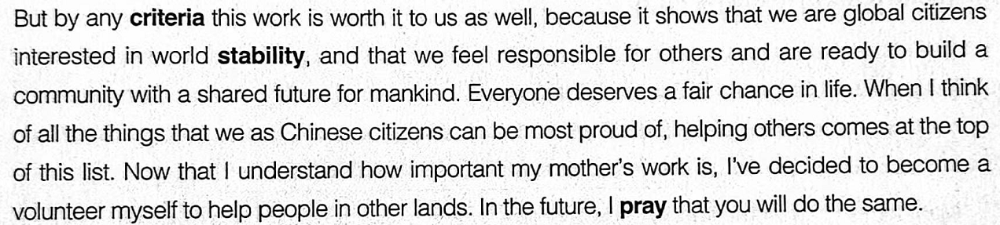 But by any criteria this work is worth it to us as well, because it shows that we are global citizens
interested in world stability, and that we feel responsible for others and are ready to build a
community with a shared future for mankind. Everyone deserves a fair chance in life. When I think
of all the things that we as Chinese citizens can be most proud of, helping others comes at the top
of this list. Now that I understand how important my mother's work is, I've decided to become a
volunteer myself to help people in other lands. In the future, I pray that you will do the same.